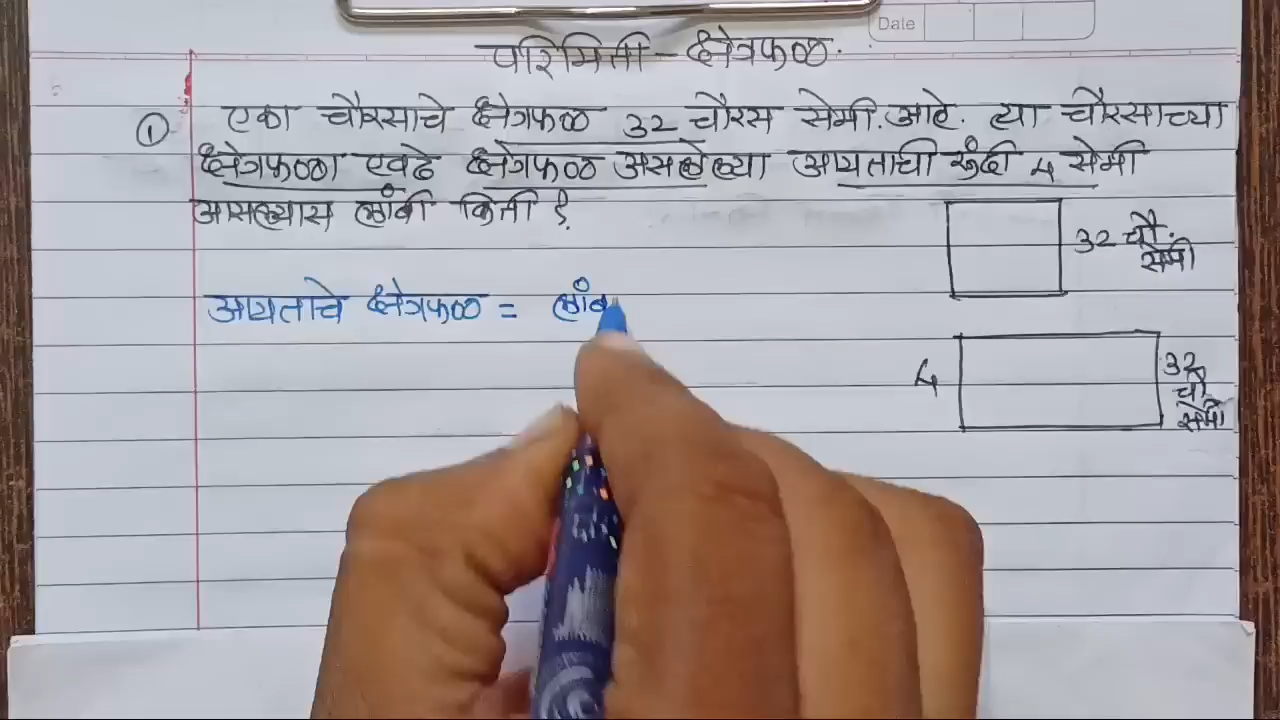 Date
परिमिती - क्षेत्रफळ.
① एका चौरसाचे क्षेत्रफळ 32 चौरस सेमी. आहे. त्या चौरसाच्या
क्षेत्रफळा एवढे क्षेत्रफळ असलेल्या आयताची रुंदी 4 सेमी
असल्यास लांबी किती ?
32 चौ.
सेमी
आयताचे क्षेत्रफळ = लांब
4
32
चौ
सेमी